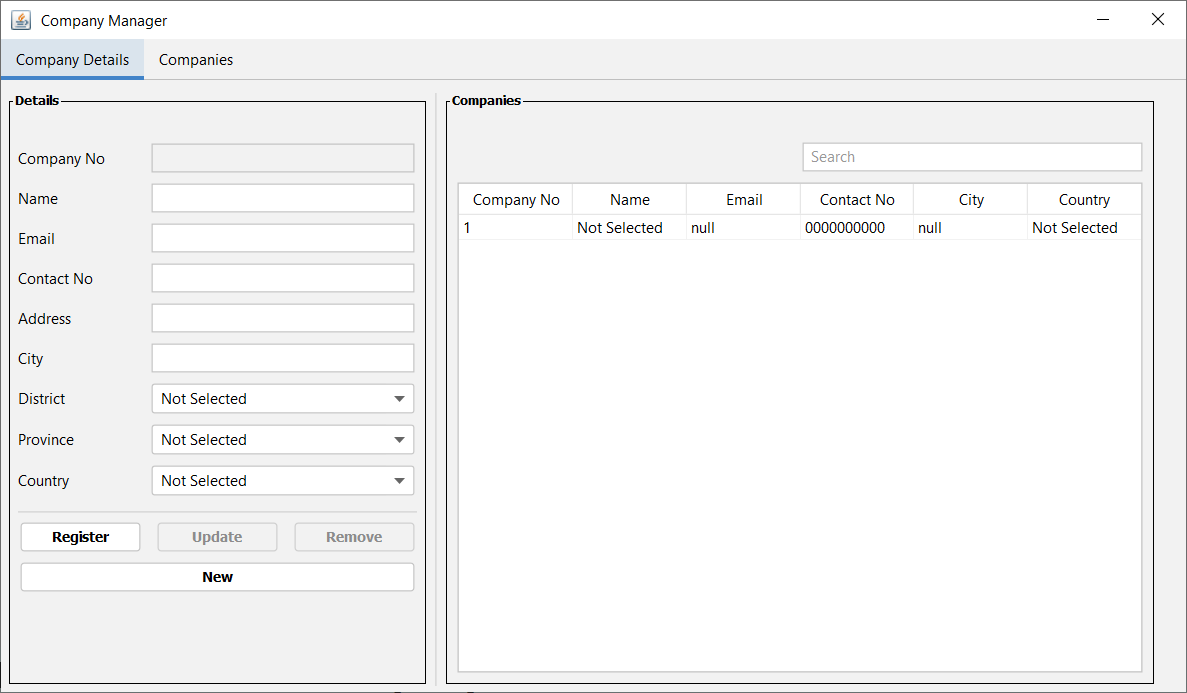 Company Manager
Company Details Companies
Details
Company No
Name
Email
Contact No
Address
City
District Not Selected
Province Not Selected
Country Not Selected
Register Update Remove
New
Companies
Search
Company No Name Email Contact No City Country
1 Not Selected null 0000000000 null Not Selected